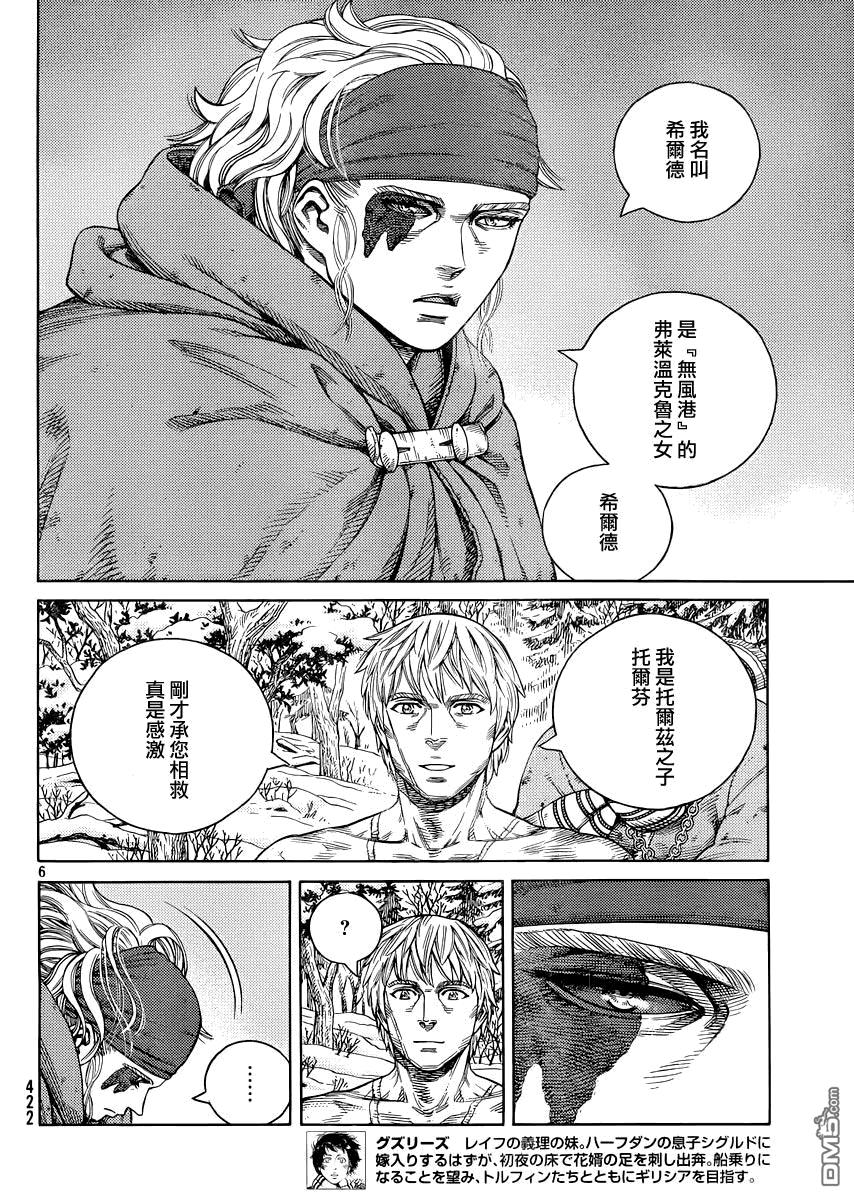 我名叫
希爾德
是『無風港』的
弗萊溫克魯之女
希爾德
我是托爾茲之子
托爾芬
剛才承您相救
真是感激
6
?
……
422
グズリーズ　レイフの義理の妹。ハーフダンの息子シグルドに
嫁入りするはずが、初夜の床で花婿の足を刺し出奔。船乗りに
なることを望み、トルフィンたちとともにギリシアを目指す。
DM5.com